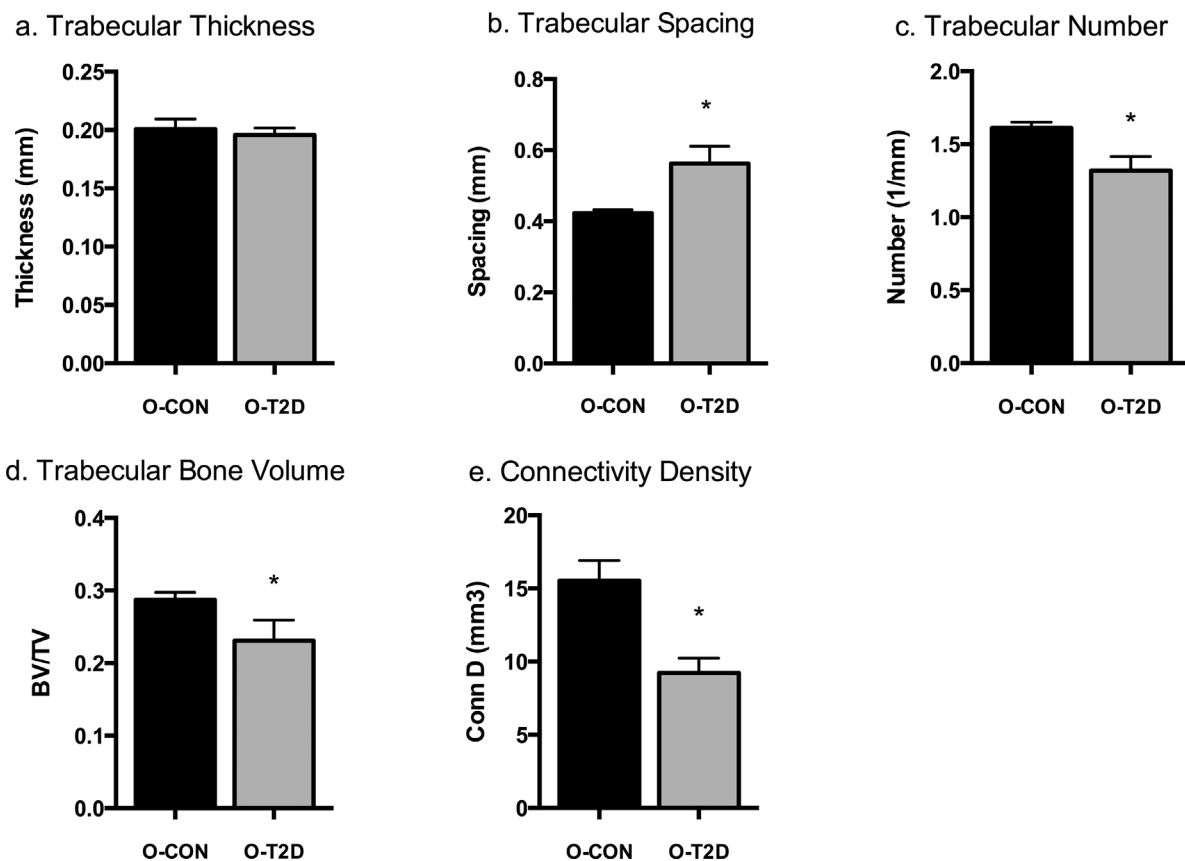 a. Trabecular Thickness
0.25
0.20
0.15
0.10
0.05
0.00
Thickness (mm)
O-CON O-T2D
b. Trabecular Spacing
0.8
0.6
0.4
0.2
0.0
Spacing (mm)
*
O-CON O-T2D
c. Trabecular Number
2.0
1.5
1.0
0.5
0.0
Number (1/mm)
*
O-CON O-T2D
d. Trabecular Bone Volume
0.4
0.3
0.2
0.1
0.0
BV/TV
*
O-CON O-T2D
e. Connectivity Density
20
15
10
5
0
Conn D (mm3)
*
O-CON O-T2D